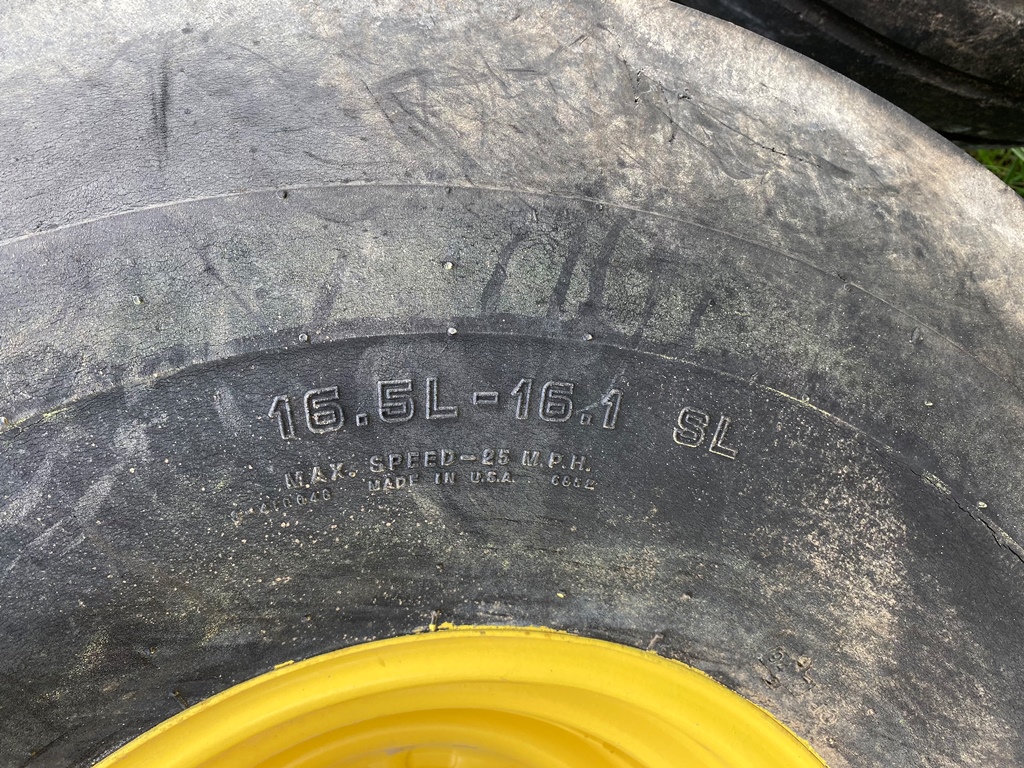 16.5L-16.1 SL
MAX. SPEED-25 M.P.H.
MADE IN U.S.A.